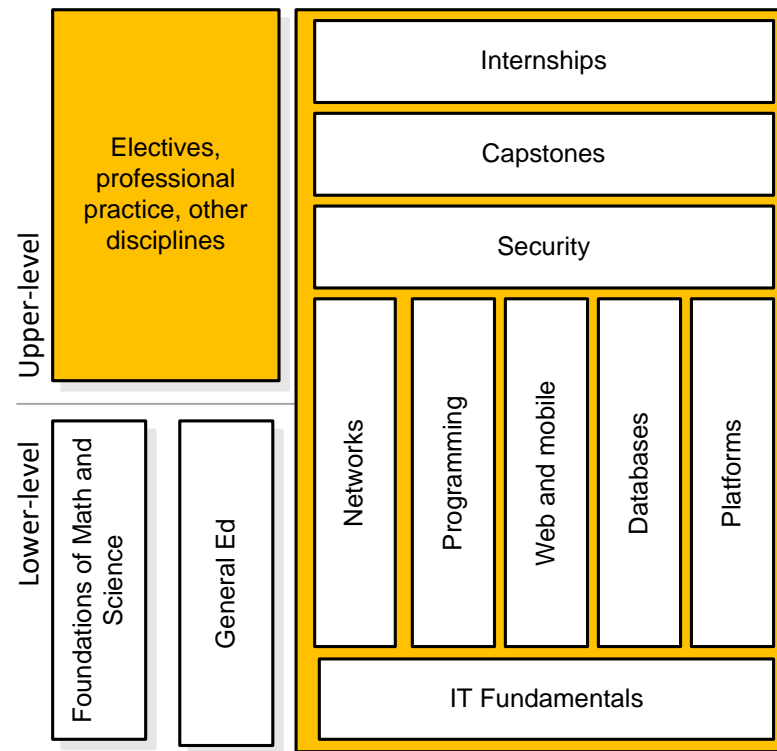 Internships
Electives,
professional
practice, other
disciplines
Capstones
Security
Upper-level
Networks
Programming
Web and mobile
Databases
Platforms
Lower-level
Foundations of Math and
Science
General Ed
IT Fundamentals